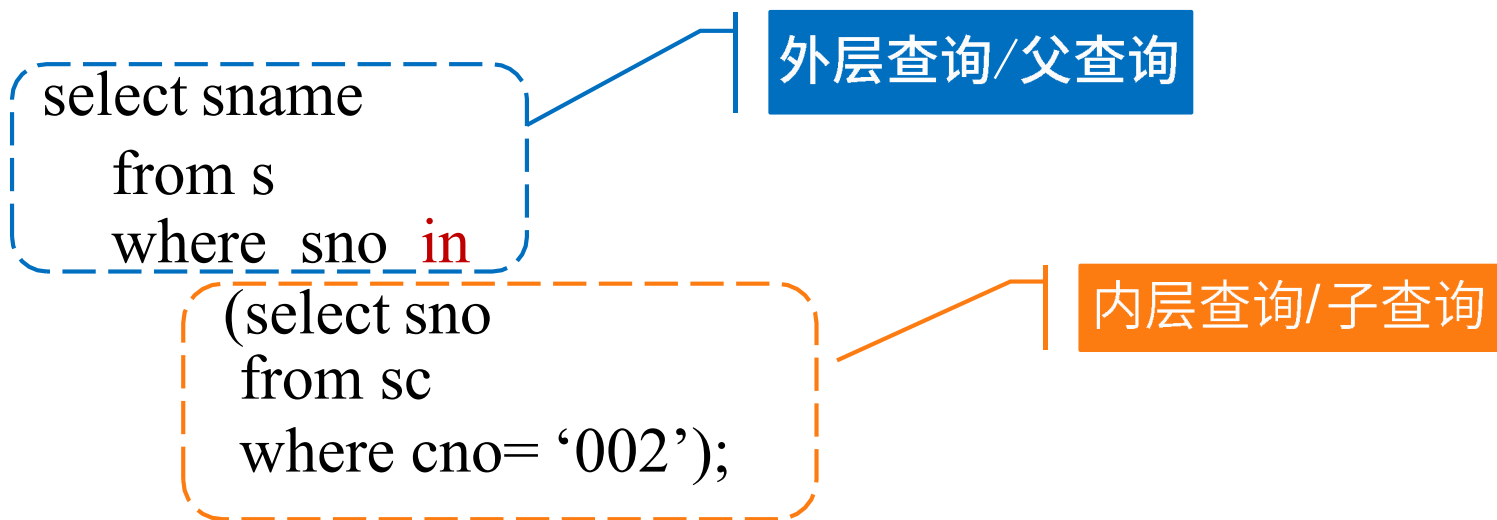 外层查询/父查询
select sname
from s
where sno in
(select sno
from sc
where cno= ‘002’);
内层查询/子查询